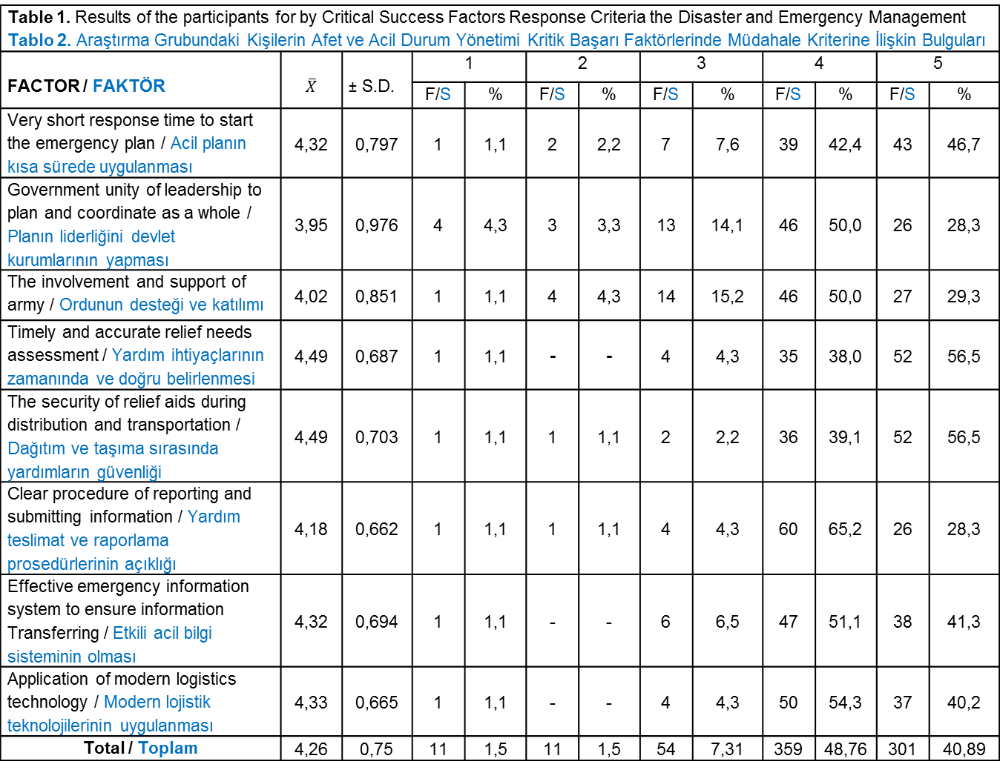 Table 1. Results of the participants for by Critical Success Factors Response Criteria the Disaster and Emergency Management
Tablo 2. Araştırma Grubundaki Kişilerin Afet ve Acil Durum Yönetimi Kritik Başarı Faktörlerinde Müdahale Kriterine İlişkin Bulguları
FACTOR / FAKTÖR X̄ ± S.D. 1 2 3 4 5
F/S % F/S % F/S % F/S % F/S %
Very short response time to start
the emergency plan / Acil planın
kısa sürede uygulanması
4,32 0,797 1 1,1 2 2,2 7 7,6 39 42,4 43 46,7
Government unity of leadership to
plan and coordinate as a whole /
Planın liderliğini devlet
kurumlarının yapması
3,95 0,976 4 4,3 3 3,3 13 14,1 46 50,0 26 28,3
The involvement and support of
army / Ordunun desteği ve katılımı
4,02 0,851 1 1,1 4 4,3 14 15,2 46 50,0 27 29,3
Timely and accurate relief needs
assessment / Yardım ihtiyaçlarının
zamanında ve doğru belirlenmesi
4,49 0,687 1 1,1 - - 4 4,3 35 38,0 52 56,5
The security of relief aids during
distribution and transportation /
Dağıtım ve taşıma sırasında
yardımların güvenliği
4,49 0,703 1 1,1 1 1,1 2 2,2 36 39,1 52 56,5
Clear procedure of reporting and
submitting information / Yardım
teslimat ve raporlama
prosedürlerinin açıklığı
4,18 0,662 1 1,1 1 1,1 4 4,3 60 65,2 26 28,3
Effective emergency information
system to ensure information
Transferring / Etkili acil bilgi
sisteminin olması
4,32 0,694 1 1,1 - - 6 6,5 47 51,1 38 41,3
Application of modern logistics
technology / Modern lojistik
teknolojilerinin uygulanması
4,33 0,665 1 1,1 - - 4 4,3 50 54,3 37 40,2
Total / Toplam 4,26 0,75 11 1,5 11 1,5 54 7,31 359 48,76 301 40,89